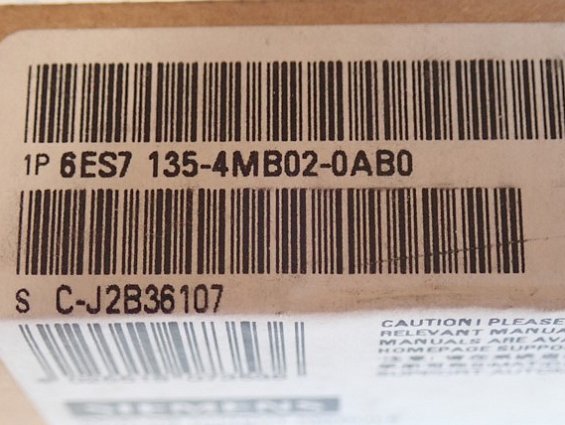 1P 6ES7 135-4MB02-0AB0
S C-J2B36107
CAUTION! PLEASE
RELEVANT MANUA
MANUALS ARE AVA
HOMEPAGE SUPPO
SIEMENS